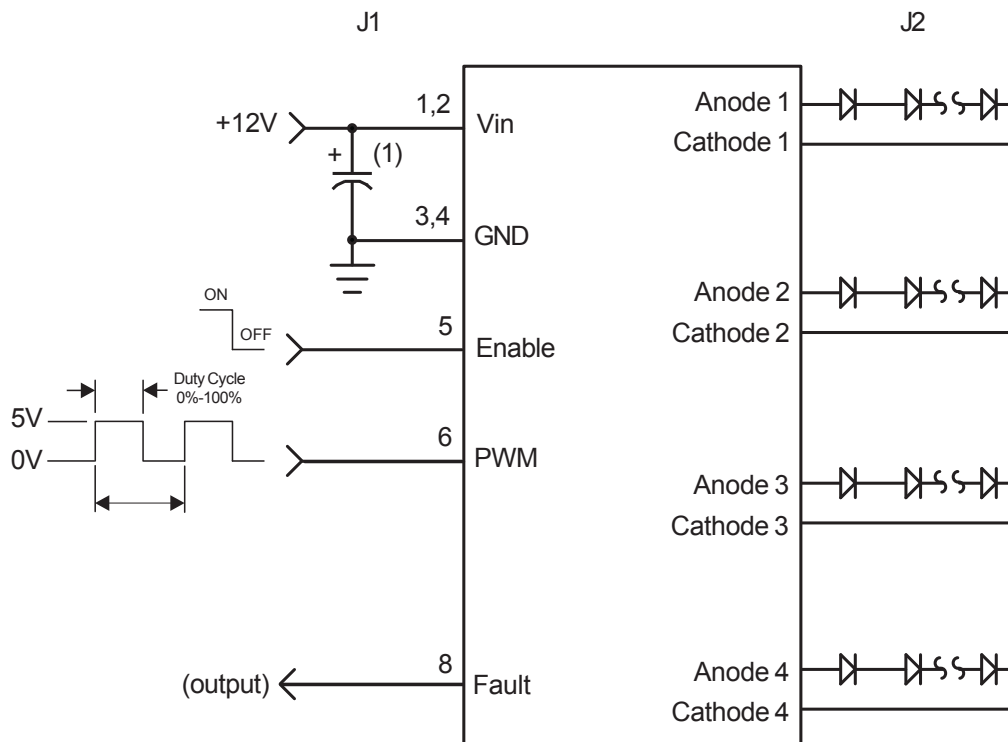 J1
J2
1,2
+12V
Vin
+
(1)
3,4
GND
ON
OFF
5
Enable
Duty Cycle
0%-100%
5V
0V
6
PWM
8
(output)
Fault
Anode 1
Cathode 1
Anode 2
Cathode 2
Anode 3
Cathode 3
Anode 4
Cathode 4